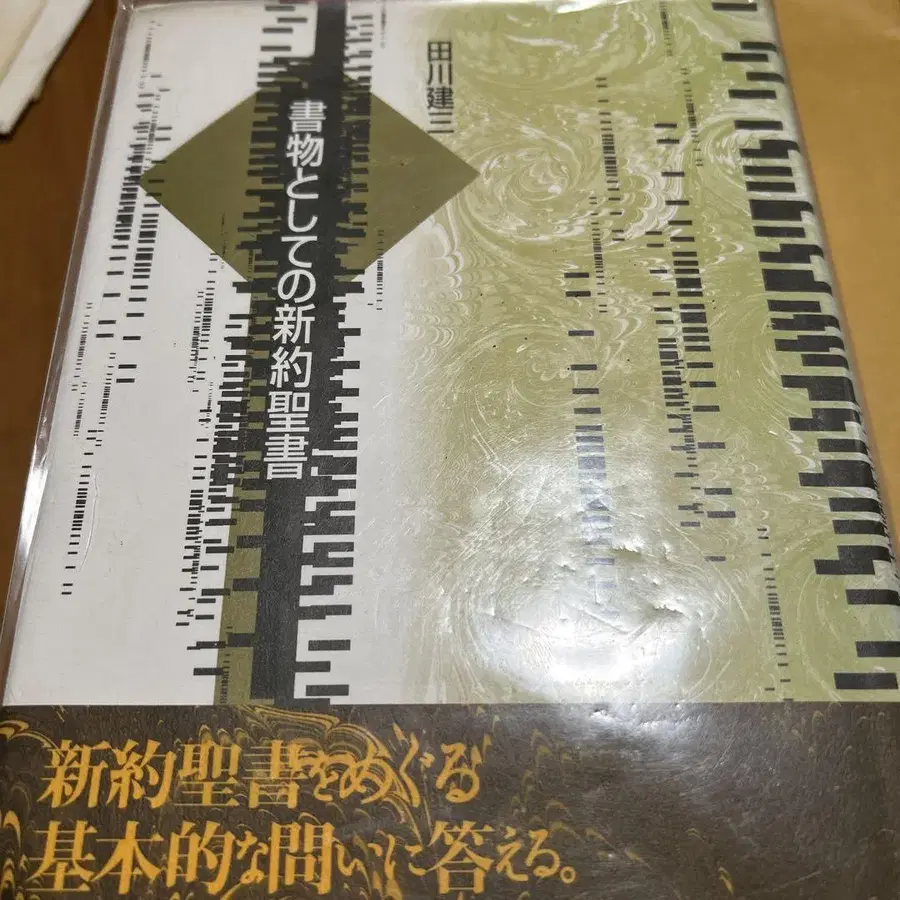 田川建三
書物としての新約聖書
新約聖書をめぐる
基本的な問いに答える。